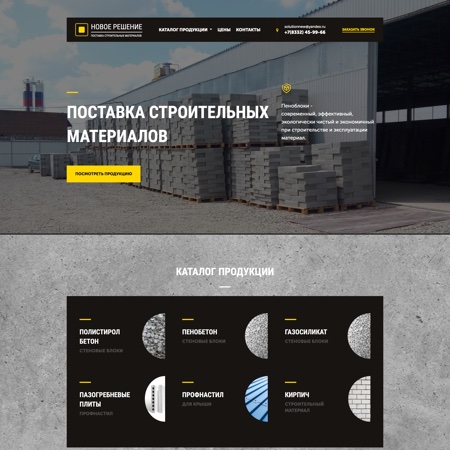 НОВОЕ РЕШЕНИЕ
ПОСТАВКА СТРОИТЕЛЬНЫХ МАТЕРИАЛОВ
КАТАЛОГ ПРОДУКЦИИ ЦЕНЫ КОНТАКТЫ
solutionnew@yandex.ru
+7(8332) 45-99-66
ЗАКАЗАТЬ ЗВОНОК
ПОСТАВКА СТРОИТЕЛЬНЫХ
МАТЕРИАЛОВ
Пеноблоки -
современный, эффективный,
экологически чистый и экономичный
при строительстве и эксплуатации
материал.
ПОСМОТРЕТЬ ПРОДУКЦИЮ
КАТАЛОГ ПРОДУКЦИИ
ПОЛИСТИРОЛ
БЕТОН
СТЕНОВЫЕ БЛОКИ
ПЕНОБЕТОН
СТЕНОВЫЕ БЛОКИ
ГАЗОСИЛИКАТ
СТЕНОВЫЕ БЛОКИ
ПАЗОГРЕБНЕВЫЕ
ПЛИТЫ
ПРОФНАСТИЛ
ПРОФНАСТИЛ
ДЛЯ КРЫШИ
КИРПИЧ
СТРОИТЕЛЬНЫЙ
МАТЕРИАЛ